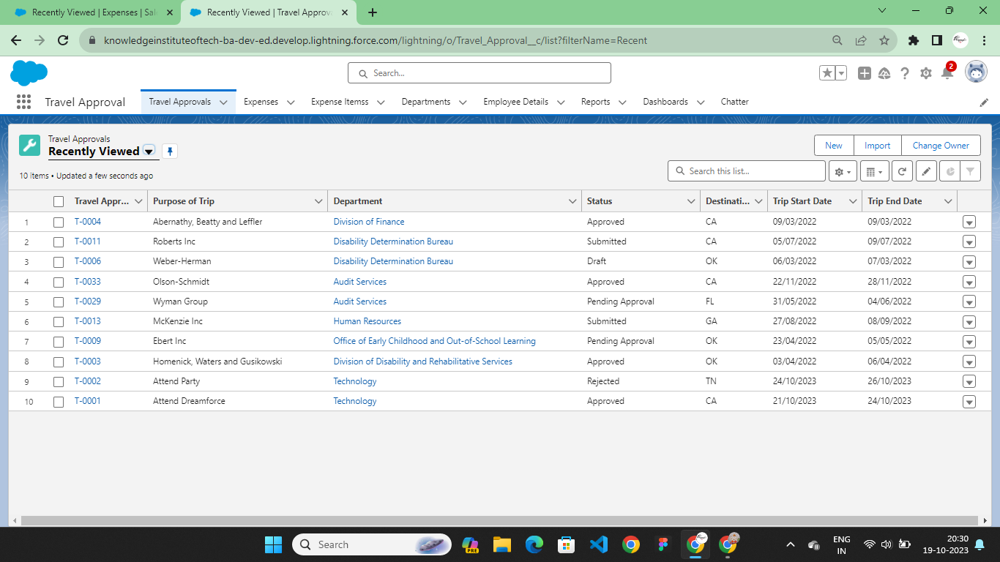 Recently Viewed | Expenses | Sal
Recently Viewed | Travel Approv
knowledgeinstituteoftech-ba-dev-ed.develop.lightning.force.com/lightning/o/Travel_Approval__c/list?filterName=Recent
Search...
2
Travel Approval Travel Approvals Expenses Expense Itemss Departments Employee Details Reports Dashboards Chatter
Travel Approvals
Recently Viewed
New Import Change Owner
10 items • Updated a few seconds ago
Search this list...
Travel Appr... Purpose of Trip Department Status Destinati... Trip Start Date Trip End Date
1 T-0004 Abernathy, Beatty and Leffler Division of Finance Approved CA 09/03/2022 09/03/2022
2 T-0011 Roberts Inc Disability Determination Bureau Submitted CA 05/07/2022 09/07/2022
3 T-0006 Weber-Herman Disability Determination Bureau Draft OK 06/03/2022 07/03/2022
4 T-0033 Olson-Schmidt Audit Services Approved CA 22/11/2022 28/11/2022
5 T-0029 Wyman Group Audit Services Pending Approval FL 31/05/2022 04/06/2022
6 T-0013 McKenzie Inc Human Resources Submitted GA 27/08/2022 08/09/2022
7 T-0009 Ebert Inc Office of Early Childhood and Out-of-School Learning Pending Approval OK 23/04/2022 05/05/2022
8 T-0003 Homenick, Waters and Gusikowski Division of Disability and Rehabilitative Services Approved OK 03/04/2022 06/04/2022
9 T-0002 Attend Party Technology Rejected TN 24/10/2023 26/10/2023
10 T-0001 Attend Dreamforce Technology Approved CA 21/10/2023 24/10/2023
Search
PRE
ENG
IN
20:30
19-10-2023